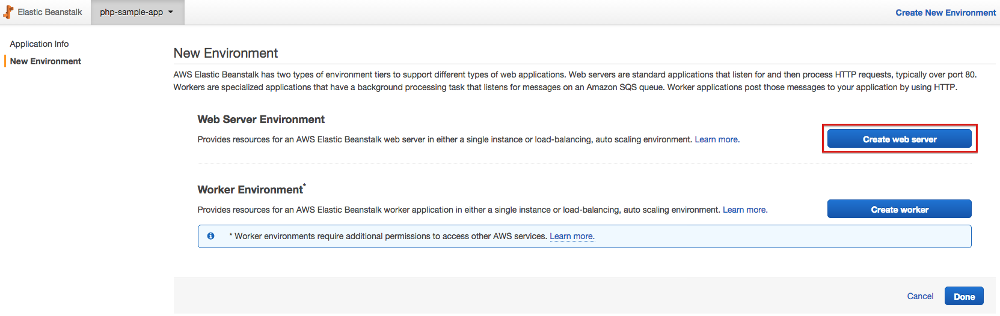 Elastic Beanstalk php-sample-app Create New Environment
Application Info
New Environment
New Environment
AWS Elastic Beanstalk has two types of environment tiers to support different types of web applications. Web servers are standard applications that listen for and then process HTTP requests, typically over port 80.
Workers are specialized applications that have a background processing task that listens for messages on an Amazon SQS queue. Worker applications post those messages to your application by using HTTP.
Web Server Environment
Provides resources for an AWS Elastic Beanstalk web server in either a single instance or load-balancing, auto scaling environment. Learn more.
Create web server
Worker Environment*
Provides resources for an AWS Elastic Beanstalk worker application in either a single instance or load-balancing, auto scaling environment. Learn more.
Create worker
* Worker environments require additional permissions to access other AWS services. Learn more.
Cancel Done